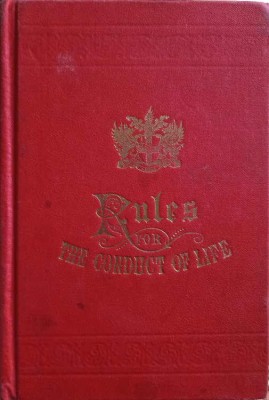 Rules
FOR
THE CONDUCT OF LIFE